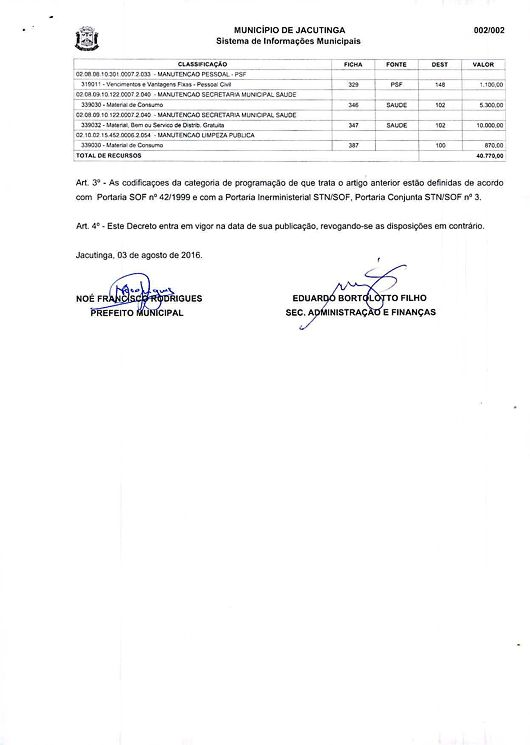 MUNICÍPIO DE JACUTINGA 002/002
Sistema de Informações Municipais
CLASSIFICAÇÃO FICHA FONTE DEST VALOR
02.08.08.10.301.0007.2.033 - MANUTENCAO PESSOAL - PSF
319011 - Vencimentos e Vantagens Fixas - Pessoal Civil 329 PSF 148 1.100,00
02.08.09.10.122.0007.2.040 - MANUTENCAO SECRETARIA MUNICIPAL SAUDE
339030 - Material de Consumo 346 SAUDE 102 5.300,00
02.08.09.10.122.0007.2.040 - MANUTENCAO SECRETARIA MUNICIPAL SAUDE
339032 - Material, Bem ou Servico de Distrib. Gratuita 347 SAUDE 102 10.000,00
02.10.02.15.452.0006.2.054 - MANUTENCAO LIMPEZA PUBLICA
339030 - Material de Consumo 387 100 870,00
TOTAL DE RECURSOS 40.770,00
Art. 3º - As codificaçoes da categoria de programação de que trata o artigo anterior estão definidas de acordo
com Portaria SOF nº 42/1999 e com a Portaria Inerministerial STN/SOF, Portaria Conjunta STN/SOF nº 3.
Art. 4º - Este Decreto entra em vigor na data de sua publicação, revogando-se as disposições em contrário.
Jacutinga, 03 de agosto de 2016.
NOÉ FRANCISCO RODRIGUES EDUARDO BORTOLOTTO FILHO
PREFEITO MUNICIPAL SEC. ADMINISTRAÇÃO E FINANÇAS